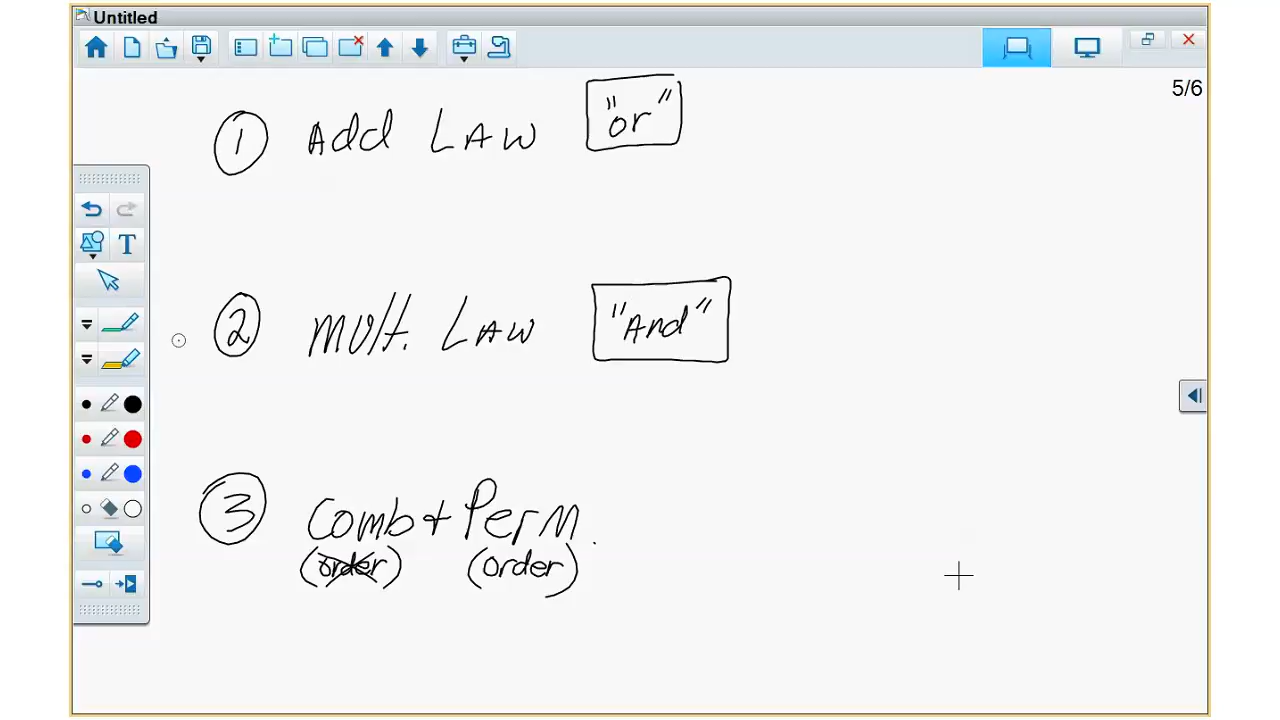 Untitled
5/6
1 Add LAW "or"
2 Mult. LAW "And"
3 Comb + Perm.
(order) (order)
T